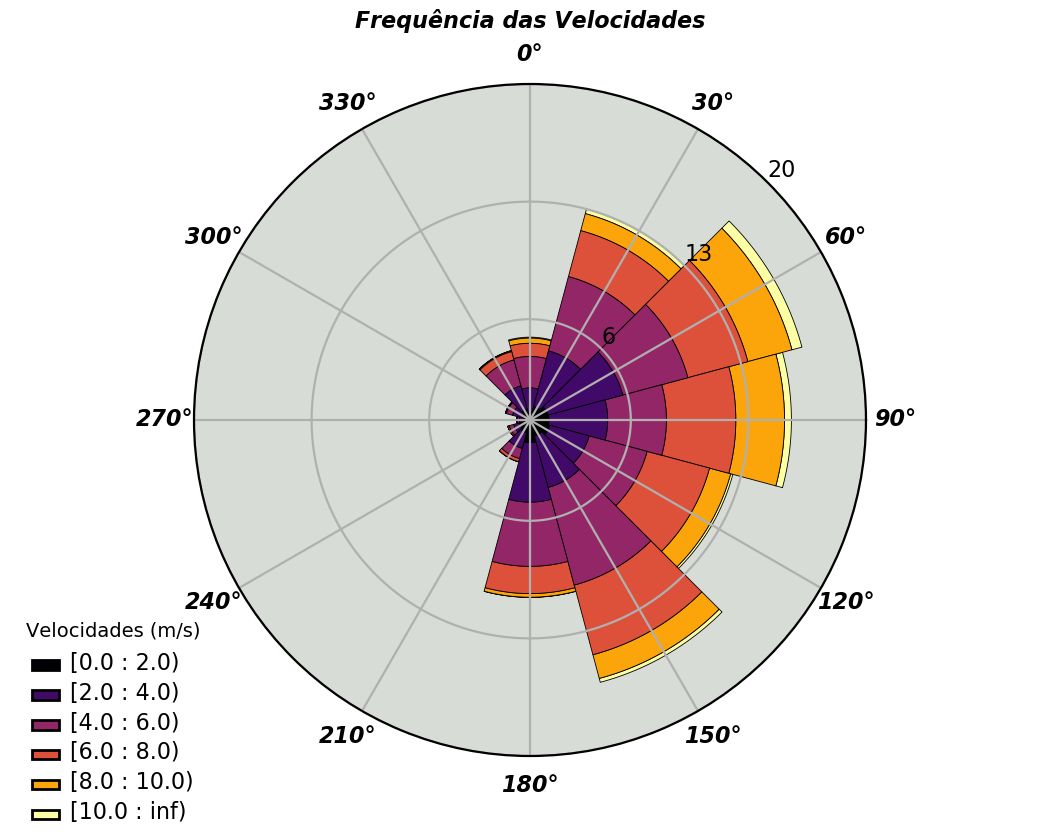 Frequência das Velocidades
0°
330°
30°
20
300°
60°
13
6
270°
90°
240°
120°
210°
150°
180°
Velocidades (m/s)
[0.0 : 2.0)
[2.0 : 4.0)
[4.0 : 6.0)
[6.0 : 8.0)
[8.0 : 10.0)
[10.0 : inf)